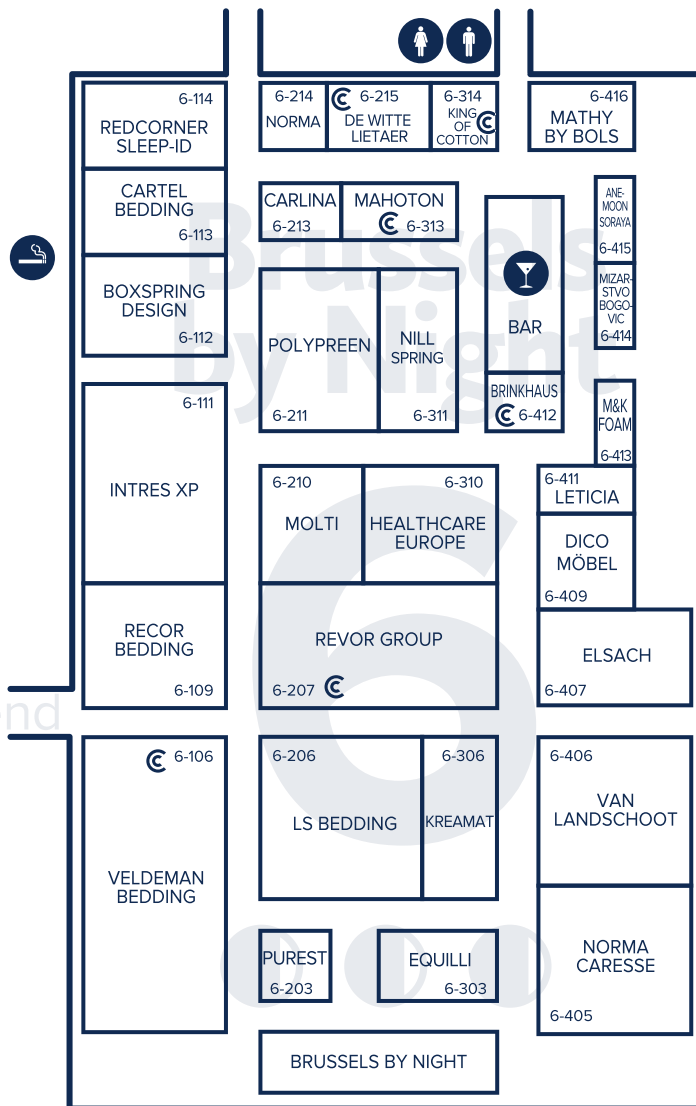 6-114
REDCORNER
SLEEP-ID
CARTEL
BEDDING
6-113
BOXSPRING
DESIGN
6-112
6-111
INTRES XP
RECOR
BEDDING
6-109
6-106
VELDEMAN
BEDDING
6-214
NORMA
6-215
DE WITTE
LIETAER
6-314
KING
OF
COTTON
CARLINA
6-213
MAHOTON
6-313
POLYPREEN
6-211
NILL
SPRING
6-311
BAR
BRINKHAUS
6-412
6-416
MATHY
BY BOLS
ANE-
MOON
SORAYA
6-415
MIZAR-
STVO
BOGO-
VIC
6-414
M&K
FOAM
6-413
6-210
MOLTI
6-310
HEALTHCARE
EUROPE
REVOR GROUP
6-207
6-411
LETICIA
DICO
MÖBEL
6-409
ELSACH
6-407
6-206
LS BEDDING
6-306
KREAMAT
6-406
VAN
LANDSCHOOT
NORMA
CARESSE
6-405
PUREST
6-203
EQUILLI
6-303
BRUSSELS BY NIGHT
Brussels
by Night
6
end